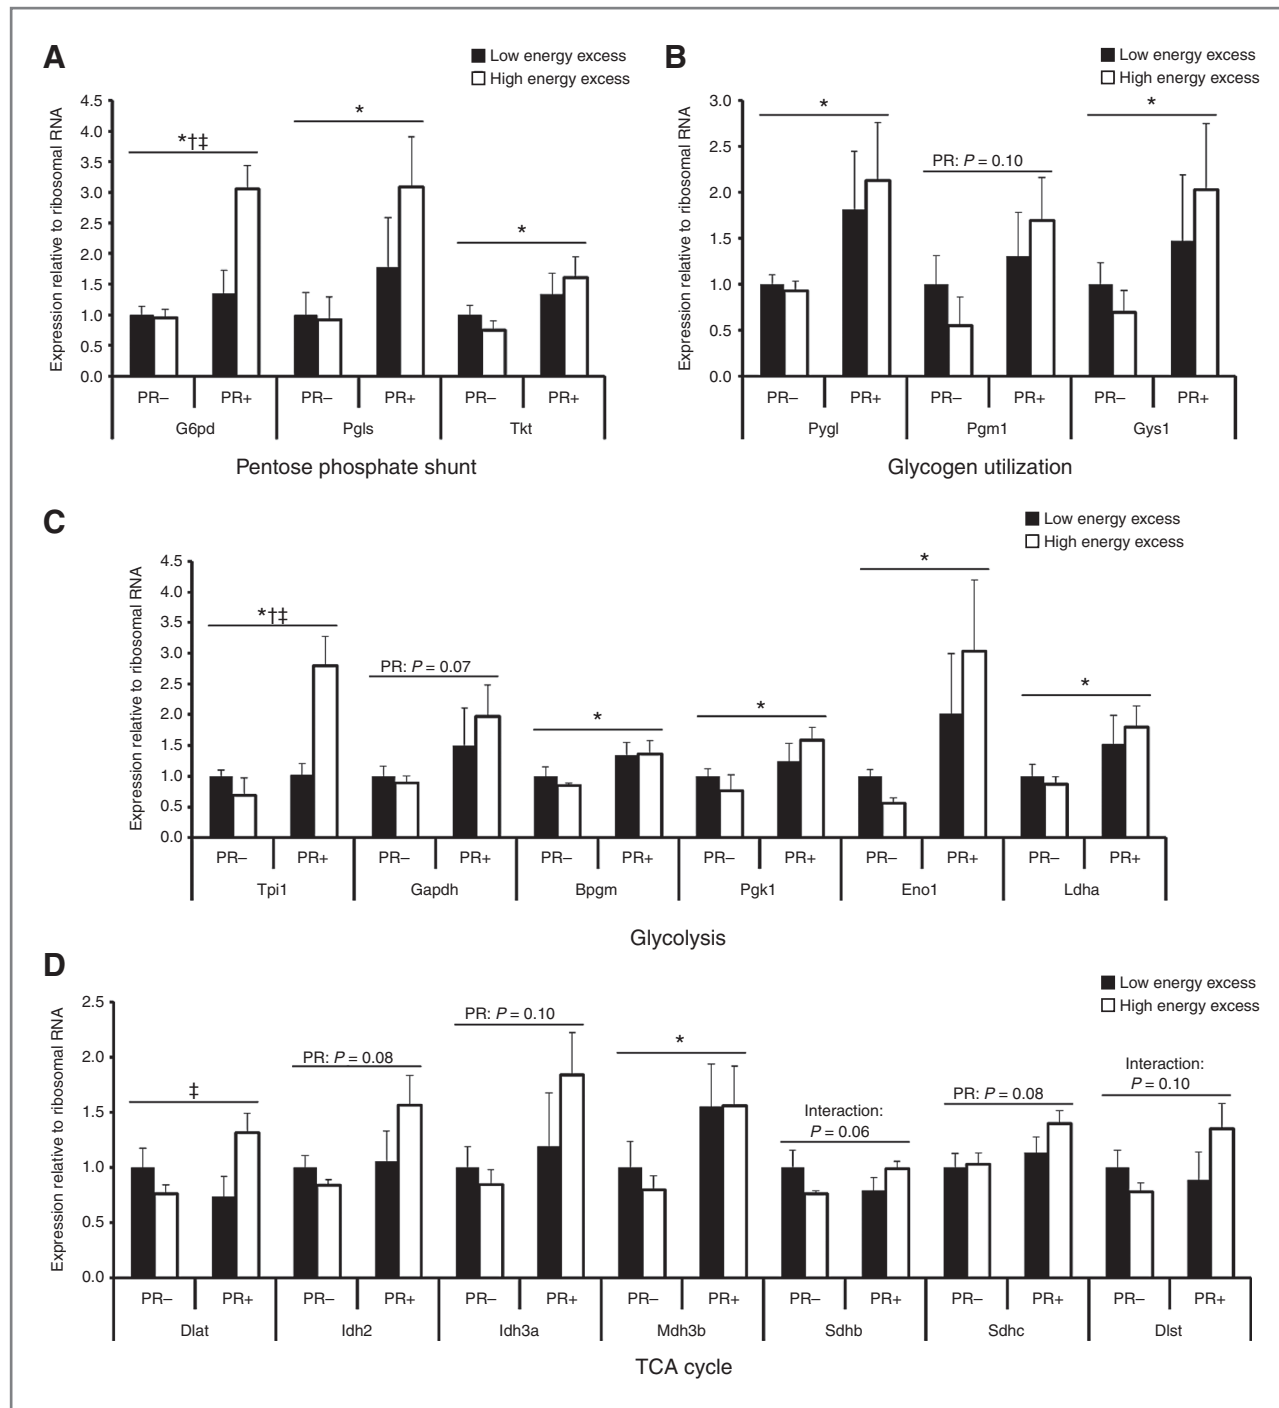 A
Low energy excess
High energy excess
Expression relative to ribosomal RNA
4.5
4.0
3.5
3.0
2.5
2.0
1.5
1.0
0.5
0.0
*†‡
*
*
PR– PR+ PR– PR+ PR– PR+
G6pd Pgls Tkt
Pentose phosphate shunt
B
Low energy excess
High energy excess
Expression relative to ribosomal RNA
3.0
2.5
2.0
1.5
1.0
0.5
0.0
*
PR: P = 0.10
*
PR– PR+ PR– PR+ PR– PR+
Pygl Pgm1 Gys1
Glycogen utilization
C
Low energy excess
High energy excess
Expression relative to ribosomal RNA
4.5
4.0
3.5
3.0
2.5
2.0
1.5
1.0
0.5
0.0
*†‡
PR: P = 0.07
*
*
*
*
PR– PR+ PR– PR+ PR– PR+ PR– PR+ PR– PR+ PR– PR+
Tpi1 Gapdh Bpgm Pgk1 Eno1 Ldha
Glycolysis
D
Low energy excess
High energy excess
Expression relative to ribosomal RNA
2.5
2.0
1.5
1.0
0.5
0.0
‡
PR: P = 0.08
PR: P = 0.10
*
Interaction:
P = 0.06
PR: P = 0.08
Interaction:
P = 0.10
PR– PR+ PR– PR+ PR– PR+ PR– PR+ PR– PR+ PR– PR+ PR– PR+
Dlat Idh2 Idh3a Mdh3b Sdhb Sdhc Dlst
TCA cycle